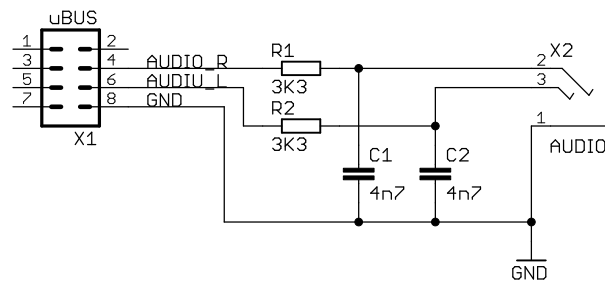 uBUS
1 2
3 4 AUDIO_R R1 2 X2
3K3
5 6 AUDIU_L 3
7 8 GND R2 1
X1 3K3 AUDIO
C1 C2
4n7 4n7
GND